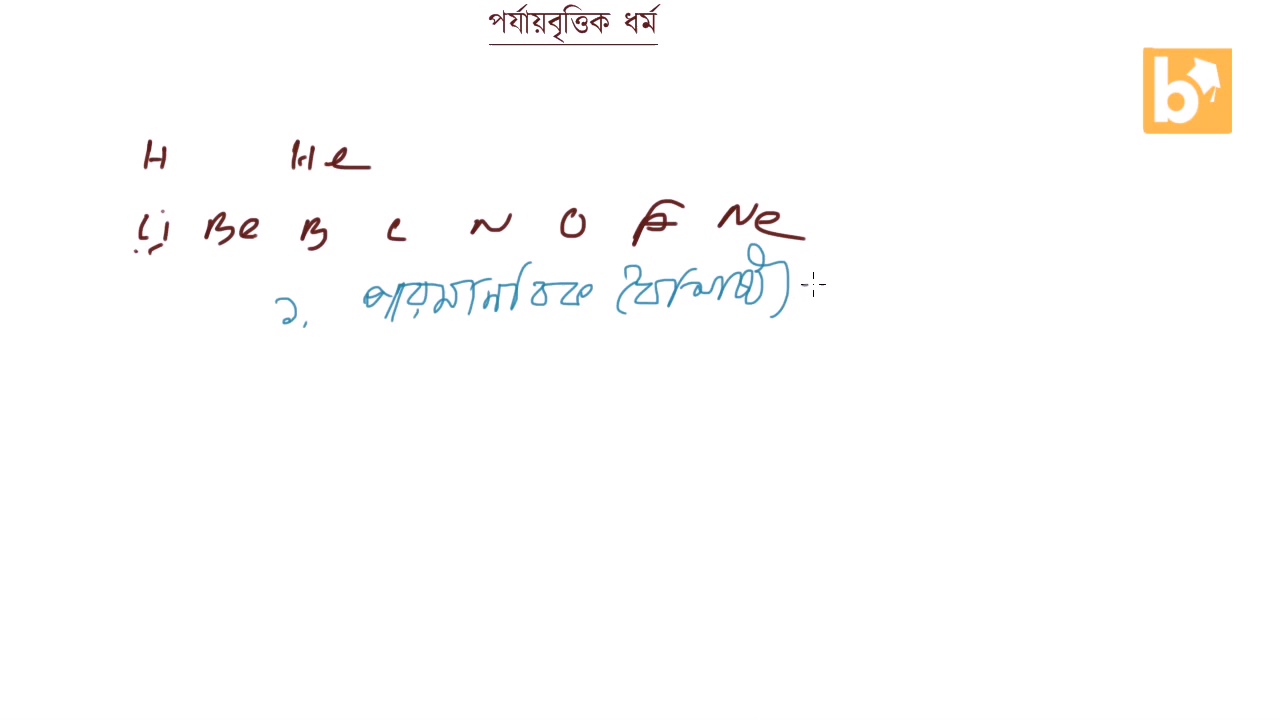 পর্যায়বৃত্তিক ধর্ম
b
H He
Li Be B C N O F Ne
১. পারমানবিক বৈশিষ্ট্য